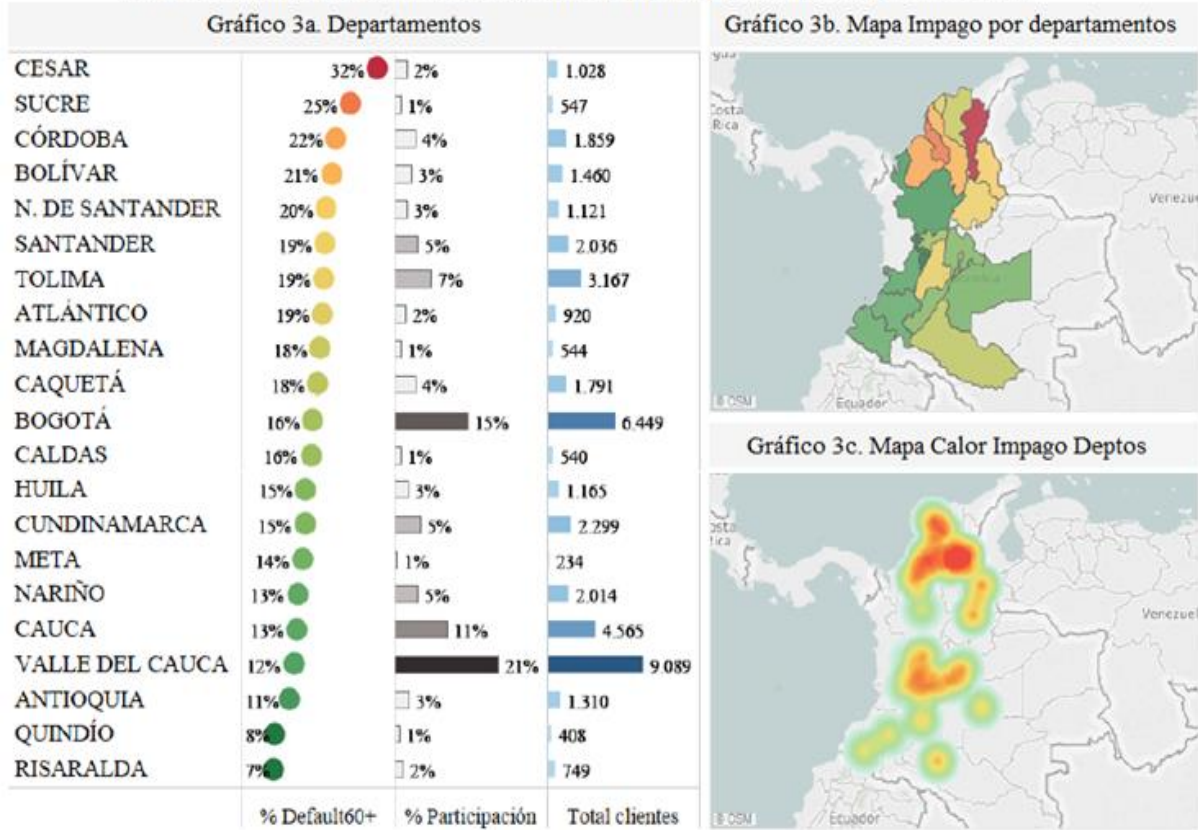 Gráfico 3a. Departamentos
CESAR 32% 2% 1.028
SUCRE 25% 1% 547
CÓRDOBA 22% 4% 1.859
BOLÍVAR 21% 3% 1.460
N. DE SANTANDER 20% 3% 1.121
SANTANDER 19% 5% 2.036
TOLIMA 19% 7% 3.167
ATLÁNTICO 19% 2% 920
MAGDALENA 18% 1% 544
CAQUETÁ 18% 4% 1.791
BOGOTÁ 16% 15% 6.449
CALDAS 16% 1% 540
HUILA 15% 3% 1.165
CUNDINAMARCA 15% 5% 2.299
META 14% 1% 234
NARIÑO 13% 5% 2.014
CAUCA 13% 11% 4.565
VALLE DEL CAUCA 12% 21% 9.089
ANTIOQUIA 11% 3% 1.310
QUINDÍO 8% 1% 408
RISARALDA 7% 2% 749
% Default60+ % Participación Total clientes
Gráfico 3b. Mapa Impago por departamentos
Costa
Rica
Venezuel
Ecuador
© OSM
Gráfico 3c. Mapa Calor Impago Deptos
osta
Rica
Venezuel
Ecuador
© OSM